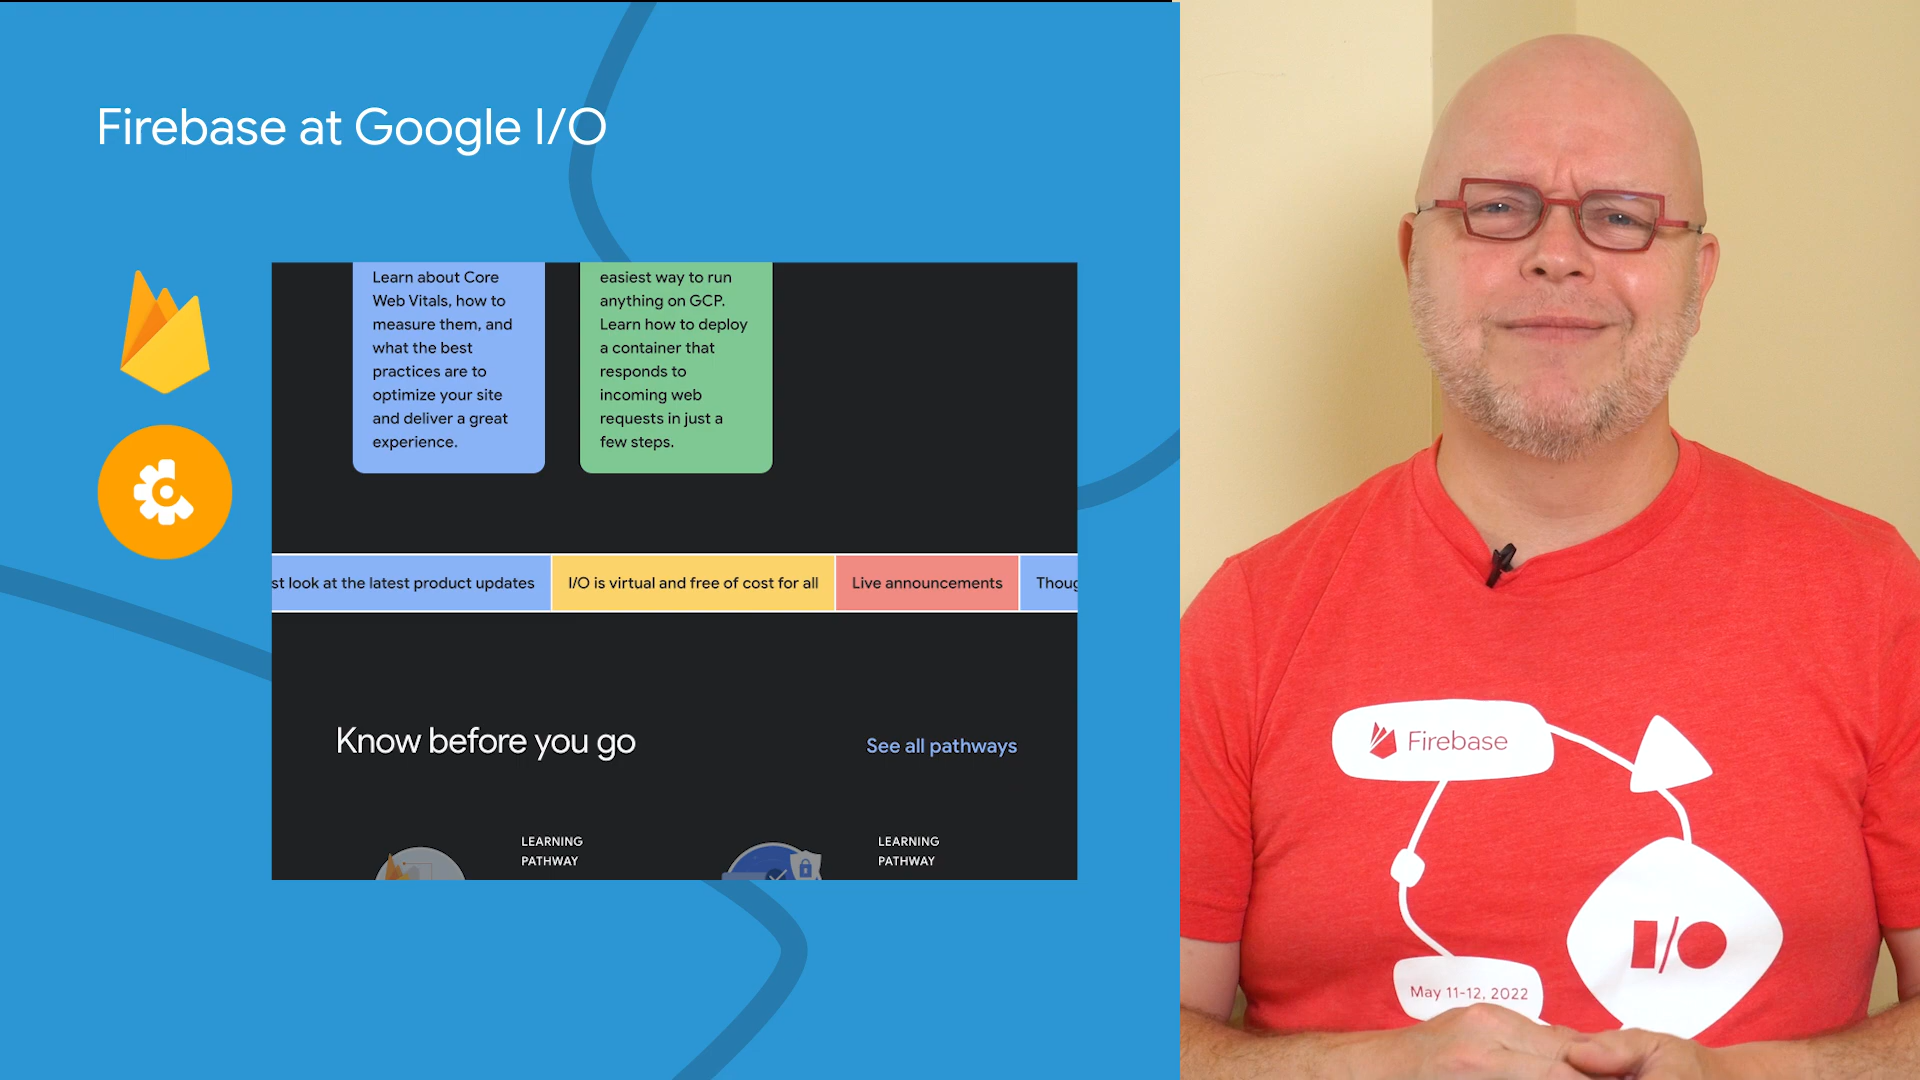 Firebase at Google I/O
Learn about Core
Web Vitals, how to
measure them, and
what the best
practices are to
optimize your site
and deliver a great
experience.
easiest way to run
anything on GCP.
Learn how to deploy
a container that
responds to
incoming web
requests in just a
few steps.
st look at the latest product updates
I/O is virtual and free of cost for all
Live announcements
Thoug
Know before you go
See all pathways
LEARNING
PATHWAY
LEARNING
PATHWAY
Firebase
I/O
May 11-12, 2022